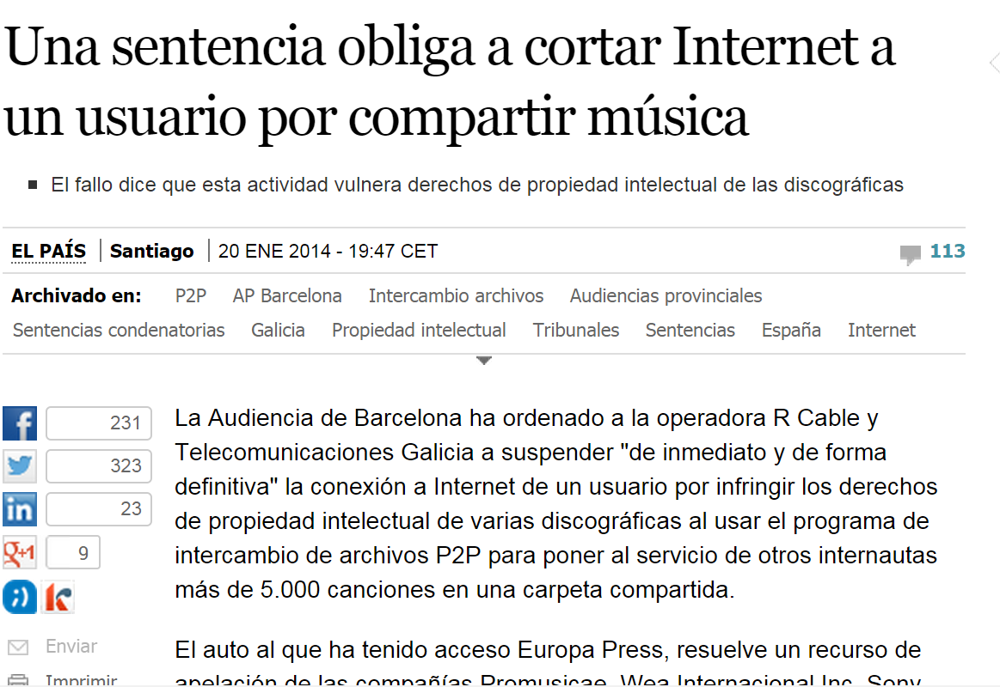 Una sentencia obliga a cortar Internet a
un usuario por compartir música
El fallo dice que esta actividad vulnera derechos de propiedad intelectual de las discográficas
EL PAÍS | Santiago | 20 ENE 2014 - 19:47 CET 113
Archivado en: P2P AP Barcelona Intercambio archivos Audiencias provinciales
Sentencias condenatorias Galicia Propiedad intelectual Tribunales Sentencias España Internet
231
323
23
9
Enviar
Imprimir
La Audiencia de Barcelona ha ordenado a la operadora R Cable y
Telecomunicaciones Galicia a suspender "de inmediato y de forma
definitiva" la conexión a Internet de un usuario por infringir los derechos
de propiedad intelectual de varias discográficas al usar el programa de
intercambio de archivos P2P para poner al servicio de otros internautas
más de 5.000 canciones en una carpeta compartida.
El auto al que ha tenido acceso Europa Press, resuelve un recurso de
apelación de las compañías Promusicae, Wea Internacional Inc, Sony